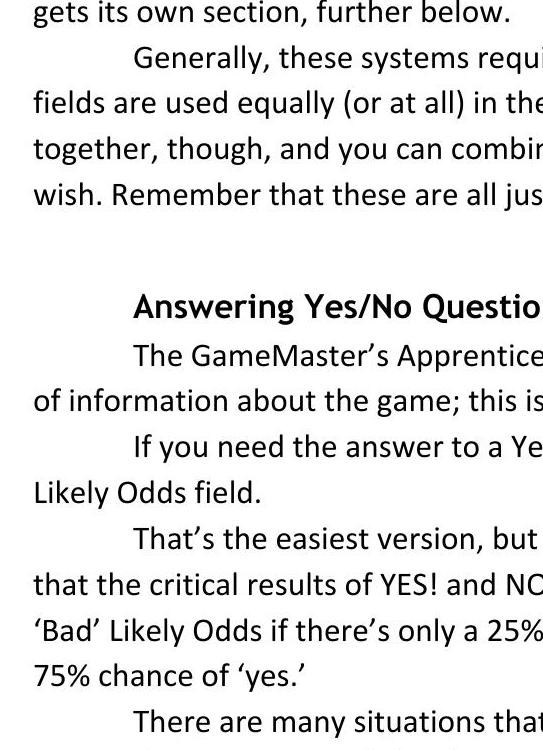 gets its own section, further below.
Generally, these systems requi
fields are used equally (or at all) in the
together, though, and you can combin
wish. Remember that these are all jus
Answering Yes/No Questio
The GameMaster’s Apprentice
of information about the game; this is
If you need the answer to a Ye
Likely Odds field.
That’s the easiest version, but
that the critical results of YES! and NO
‘Bad’ Likely Odds if there’s only a 25%
75% chance of ‘yes.’
There are many situations that